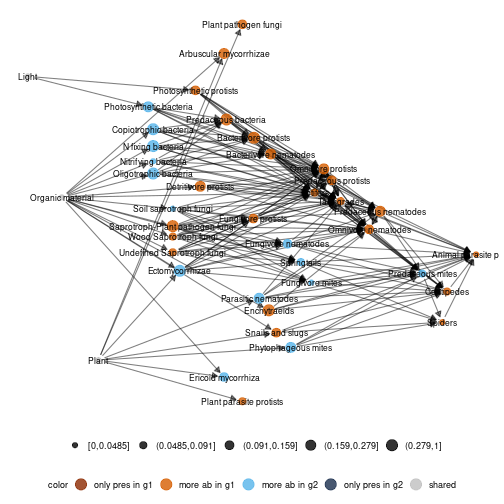 Plant pathogen fungi
Arbuscular mycorrhizae
Light
Photosynthetic protists
Photosynthetic bacteria
Predaceous bacteria
Copiotrophic bacteria
Bacterivore protists
N fixing bacteria
Bacterivore nematodes
Nitrifying bacteria
Oligotrophic bacteria
protists
protists
Detritivore protists
Organic material
Tardigrades
Soil saprotroph fungi
Predaceous nematodes
Fungivore protists
Saprotroph, Plant pathogen fungi
Omnivore nematodes
Wood Saprotroph fungi
Fungivore nematodes
Undefined Saprotroph fungi
Animal parasite p
Springtails
Ectomycorrhizae
Predaceous mites
Fungivore mites
Parasitic nematodes
Enchytraeids
Spiders
Snails and slugs
Phytophageous mites
Plant
Ericoid mycorrhiza
Plant parasite protists
[0,0.0485] (0.0485,0.091] (0.091,0.159] (0.159,0.279] (0.279,1]
color only pres in g1 more ab in g1 more ab in g2 only pres in g2 shared